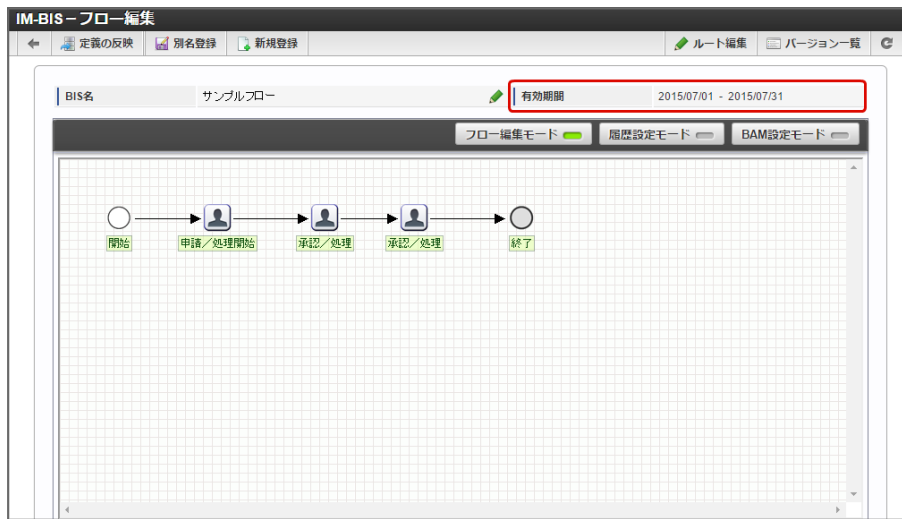 IM-BIS－フロー編集
定義の反映 別名登録 新規登録 ルート編集 バージョン一覧
BIS名 サンプルフロー 有効期間 2015/07/01 - 2015/07/31
フロー編集モード 履歴設定モード BAM設定モード
開始 申請／処理開始 承認／処理 承認／処理 終了